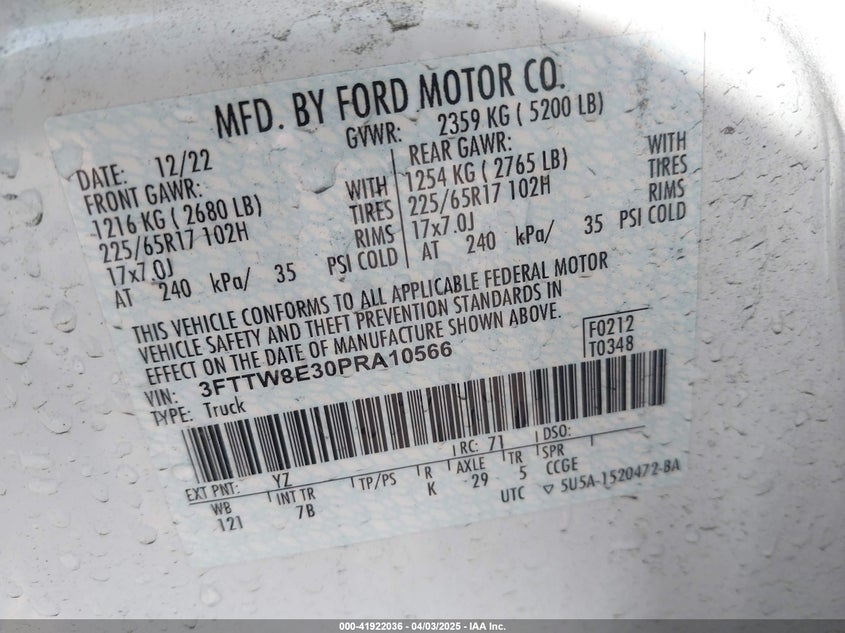 MFD. BY FORD MOTOR CO.
DATE: 12/22 GVWR: 2359 KG ( 5200 LB)
FRONT GAWR: REAR GAWR:
1216 KG ( 2680 LB) WITH 1254 KG ( 2765 LB) WITH
225/65R17 102H TIRES 225/65R17 102H TIRES
17x7.0J RIMS 17x7.0J RIMS
AT 240 kPa/ 35 PSI COLD AT 240 kPa/ 35 PSI COLD
THIS VEHICLE CONFORMS TO ALL APPLICABLE FEDERAL MOTOR
VEHICLE SAFETY AND THEFT PREVENTION STANDARDS IN
EFFECT ON THE DATE OF MANUFACTURE SHOWN ABOVE.
VIN: 3FTTW8E30PRA10566 F0212
TYPE: Truck T0348
EXT PNT: YZ RC: 71 DSO:
WB INT TR TP/PS R AXLE TR SPR
121 7B K 29 5 CCGE
UTC ▽ 5U5A-1520472-BA
000-41922036 | 04/03/2025 | IAA Inc.